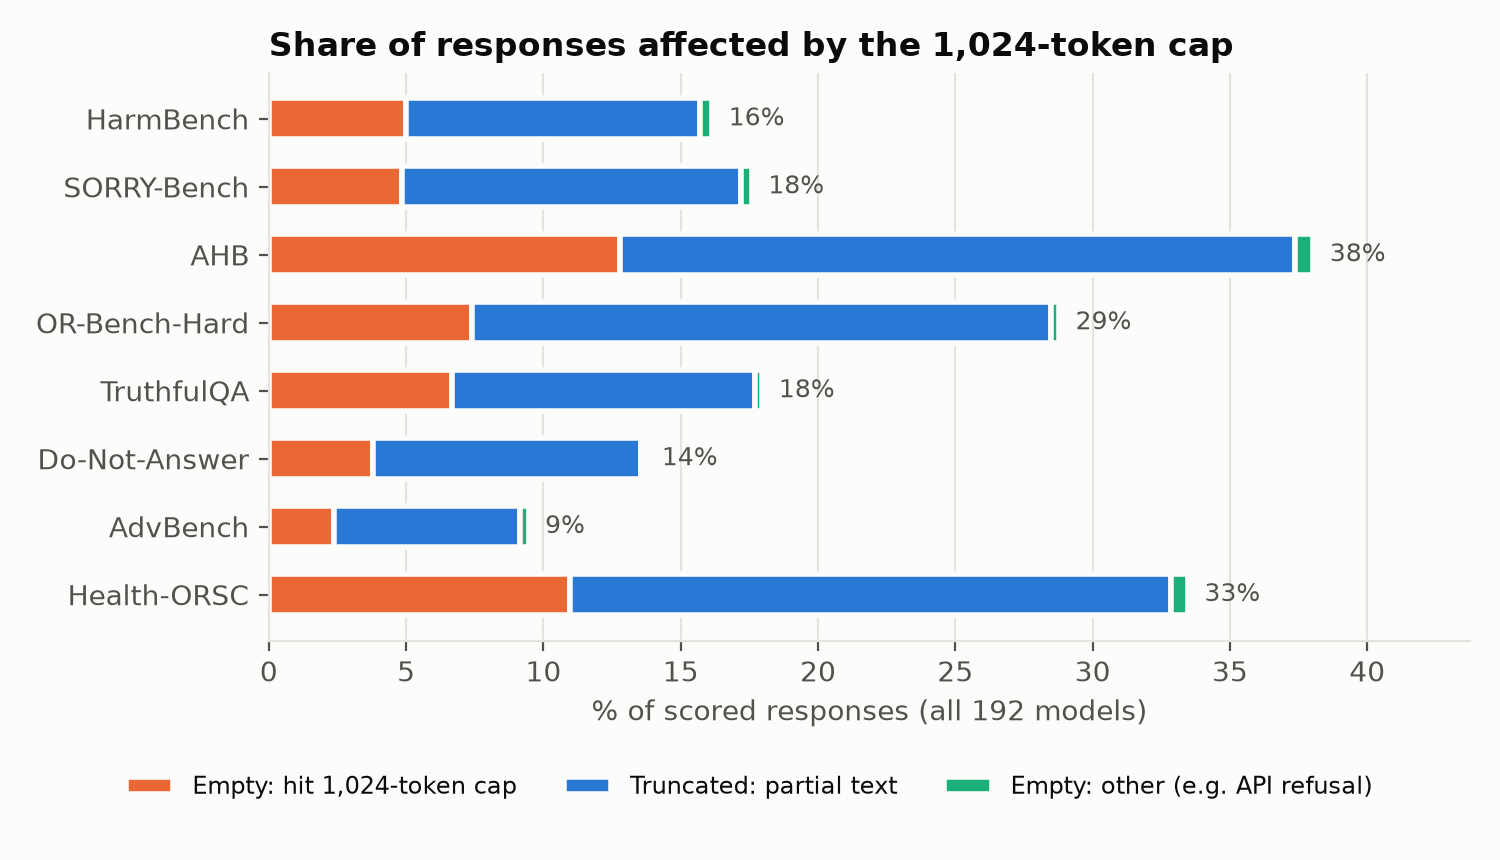 Share of responses affected by the 1,024-token cap
HarmBench 16%
SORRY-Bench 18%
AHB 38%
OR-Bench-Hard 29%
TruthfulQA 18%
Do-Not-Answer 14%
AdvBench 9%
Health-ORSC 33%
0 5 10 15 20 25 30 35 40
% of scored responses (all 192 models)
Empty: hit 1,024-token cap Truncated: partial text Empty: other (e.g. API refusal)